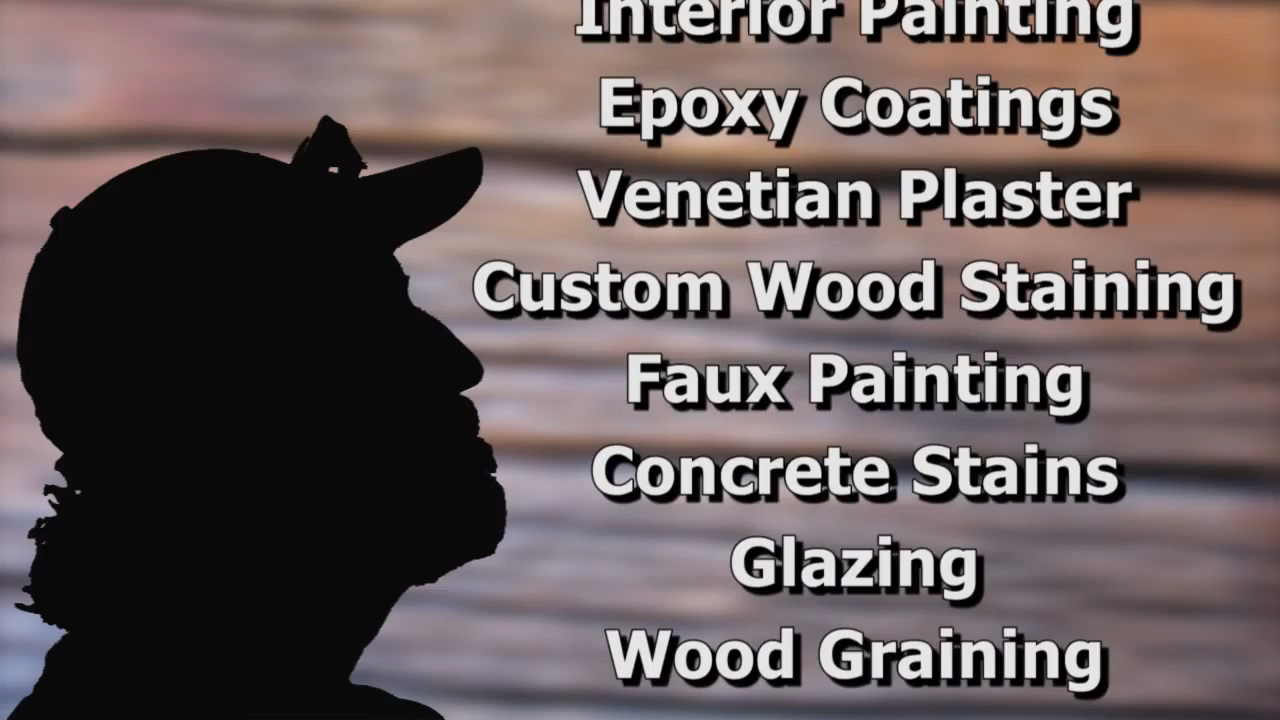 Interior Painting
Epoxy Coatings
Venetian Plaster
Custom Wood Staining
Faux Painting
Concrete Stains
Glazing
Wood Graining